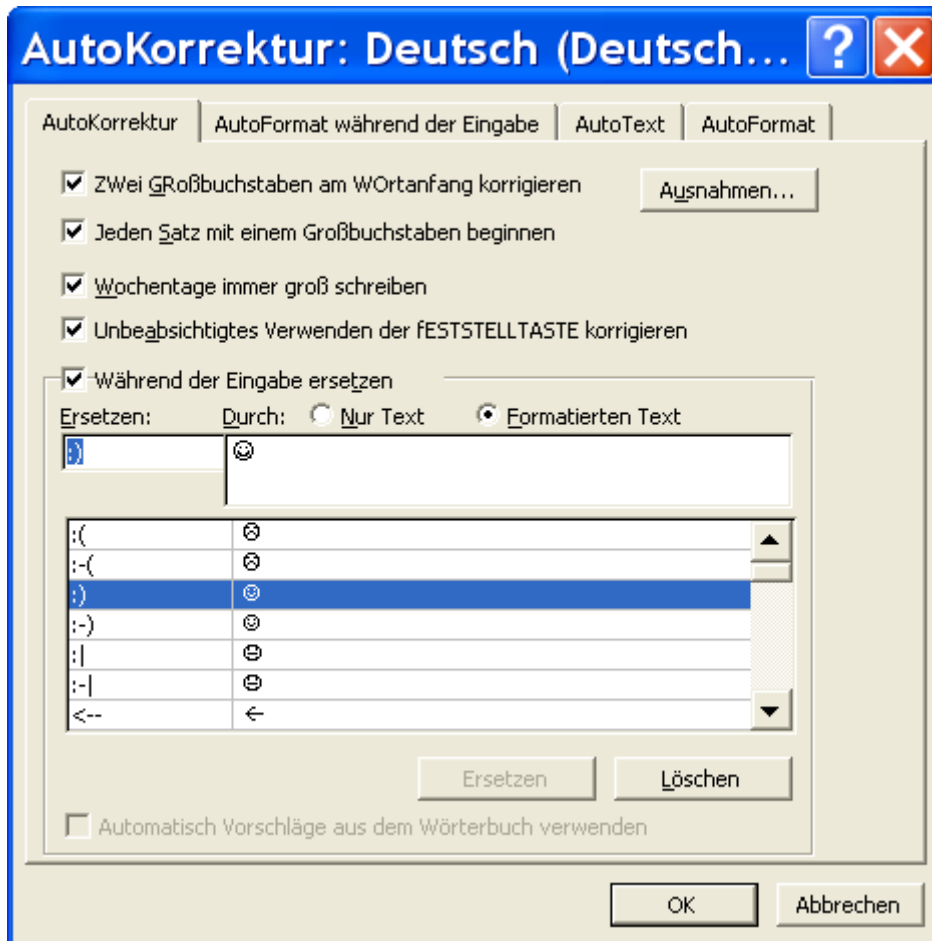 AutoKorrektur: Deutsch (Deutsch...
AutoKorrektur AutoFormat während der Eingabe AutoText AutoFormat
ZWei GRoßbuchstaben am WOrtanfang korrigieren Ausnahmen...
Jeden Satz mit einem Großbuchstaben beginnen
Wochentage immer groß schreiben
Unbeabsichtigtes Verwenden der fESTSTELLTASTE korrigieren
Während der Eingabe ersetzen
Ersetzen: Durch: Nur Text Formatierten Text
:) ☺
:( ☹
:-( ☹
:) ☺
:-) ☺
:| 😐
:-| 😐
<-- ←
Ersetzen Löschen
Automatisch Vorschläge aus dem Wörterbuch verwenden
OK Abbrechen